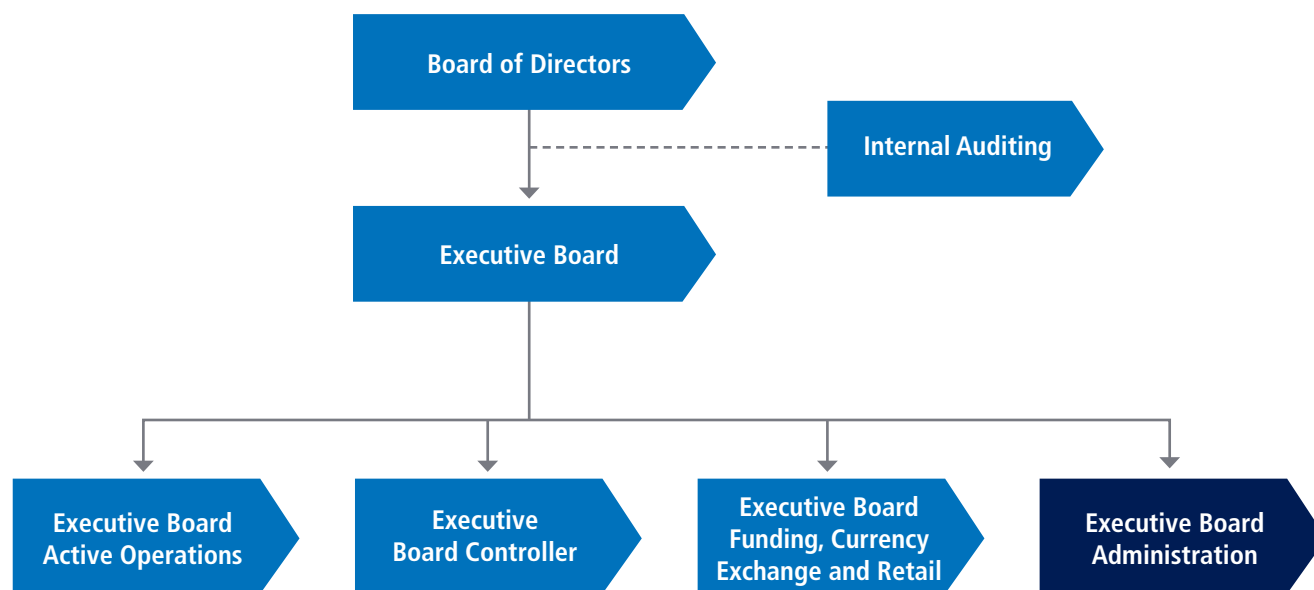 Board of Directors
Internal Auditing
Executive Board
Executive Board
Active Operations
Executive
Board Controller
Executive Board
Funding, Currency
Exchange and Retail
Executive Board
Administration